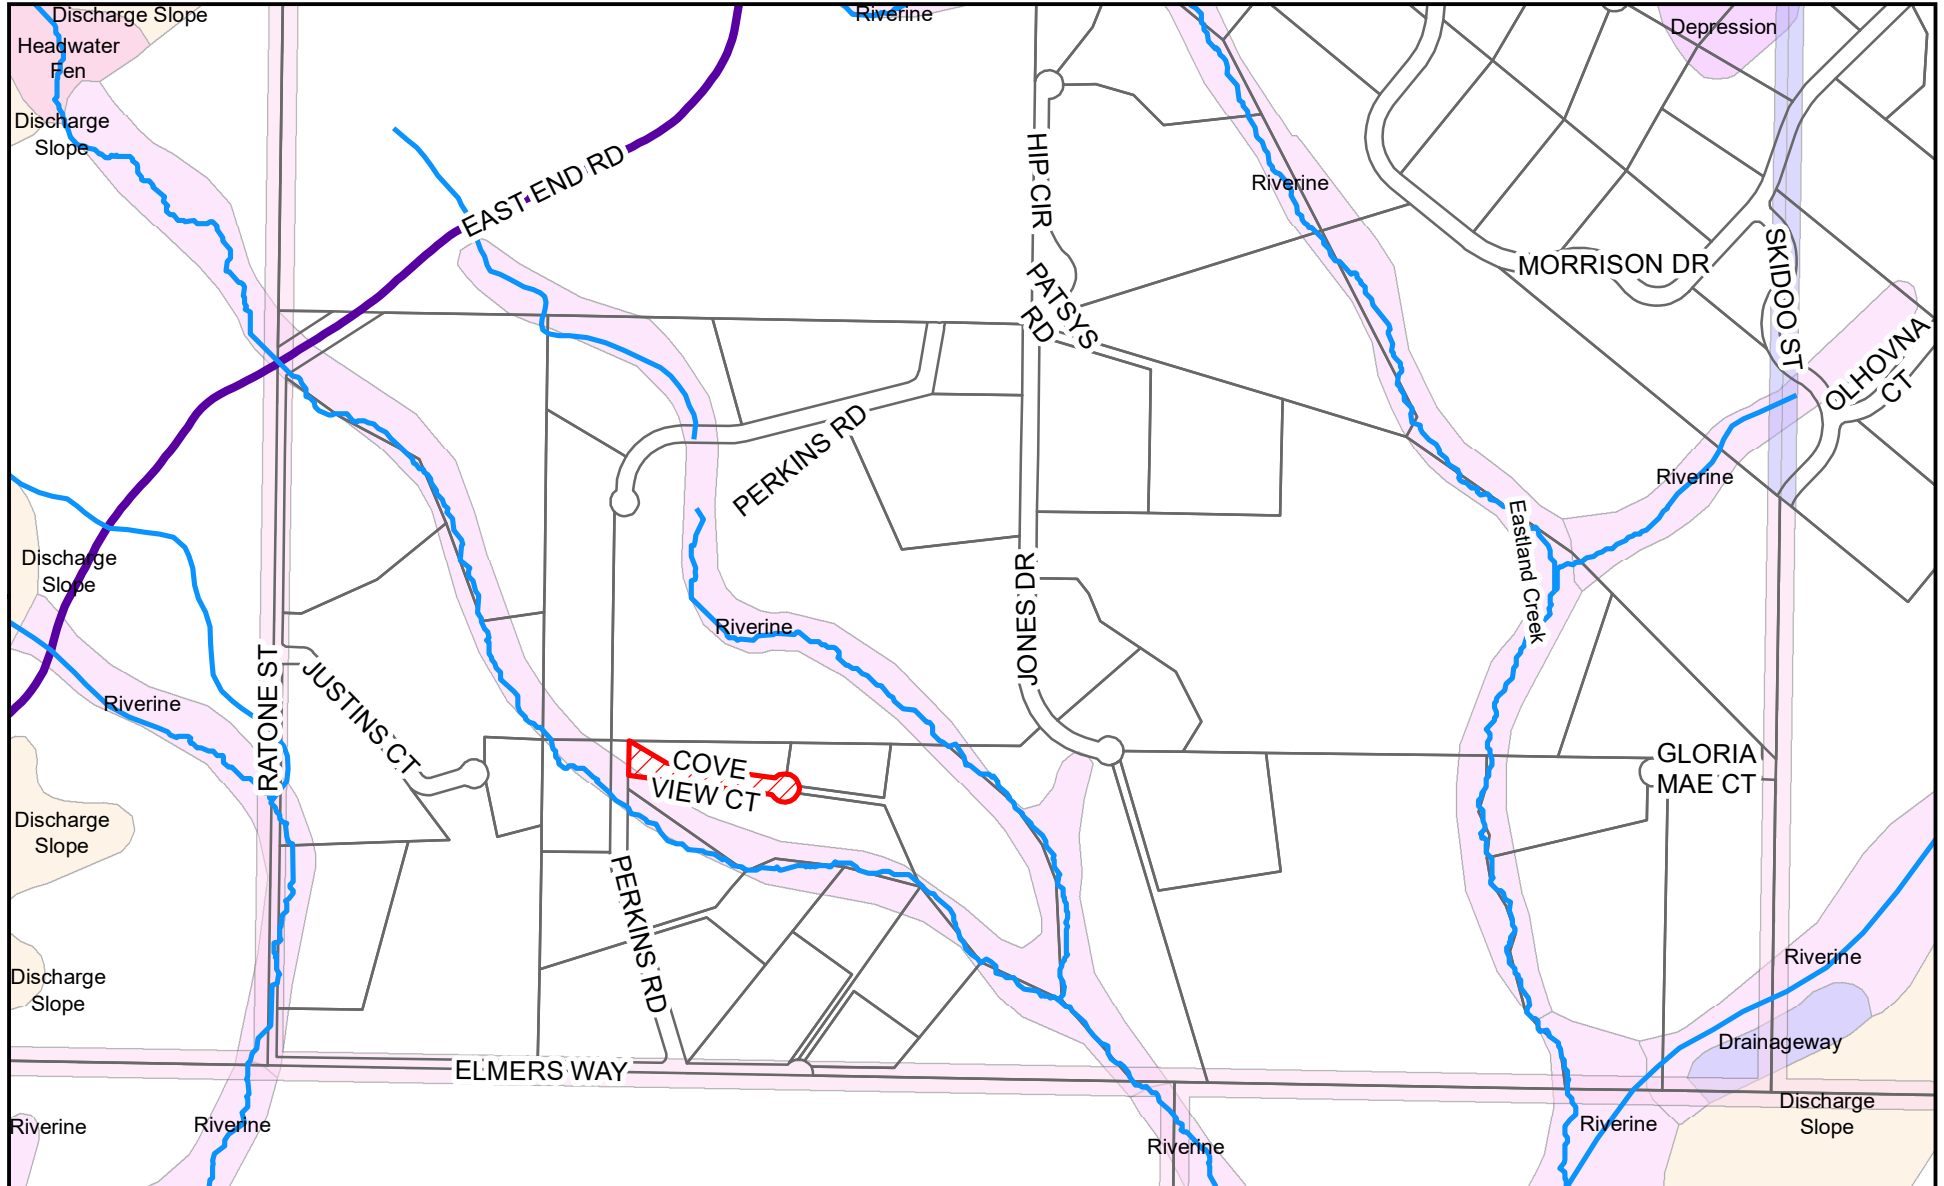 Discharge Slope
Riverine
Depression
Headwater
Fen
Discharge
Slope
EAST END RD
HIP CIR
Riverine
PATSYS
RD
MORRISON DR
SKIDOO ST
OLHOVNA
CT
PERKINS RD
Riverine
Eastland Creek
Discharge
Slope
JONES DR
Riverine
RATONE ST
JUSTINS CT
Riverine
COVE
VIEW CT
GLORIA
MAE CT
Discharge
Slope
PERKINS RD
Discharge
Slope
Riverine
Drainageway
ELMERS WAY
Discharge
Slope
Riverine
Riverine
Riverine
Riverine